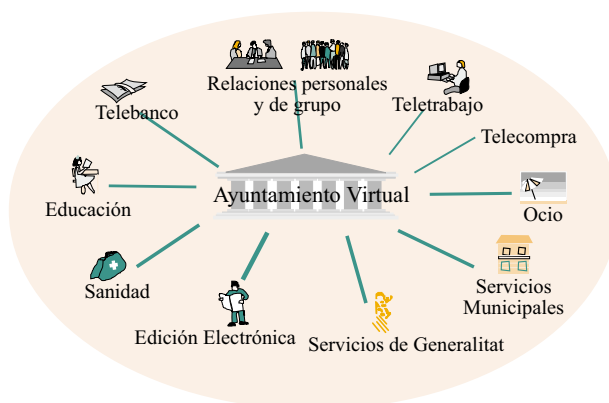 Relaciones personales
y de grupo
Telebanco
Teletrabajo
Telecompra
Educación
Ayuntamiento Virtual
Ocio
Sanidad
Servicios
Municipales
Edición Electrónica
Servicios de Generalitat